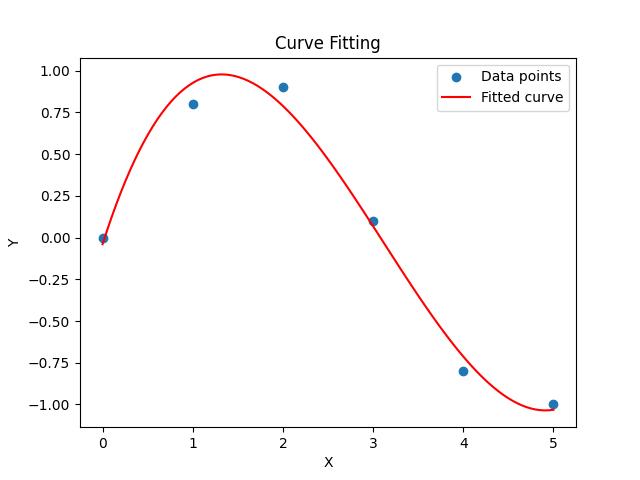 Curve Fitting
Data points
Fitted curve
1.00
0.75
0.50
0.25
0.00
−0.25
−0.50
−0.75
−1.00
Y
0 1 2 3 4 5
X